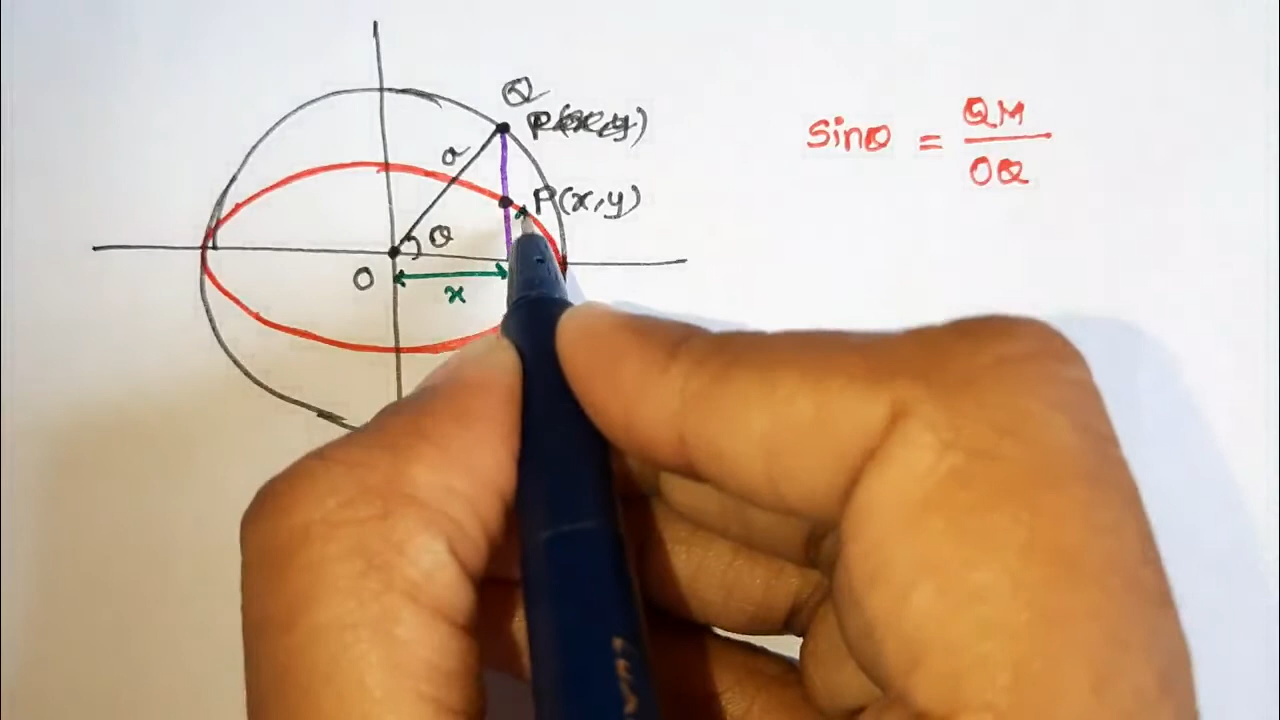 Q
P(x,y)
a
P(x,y)
θ
O
x
Sinθ = QM
OQ